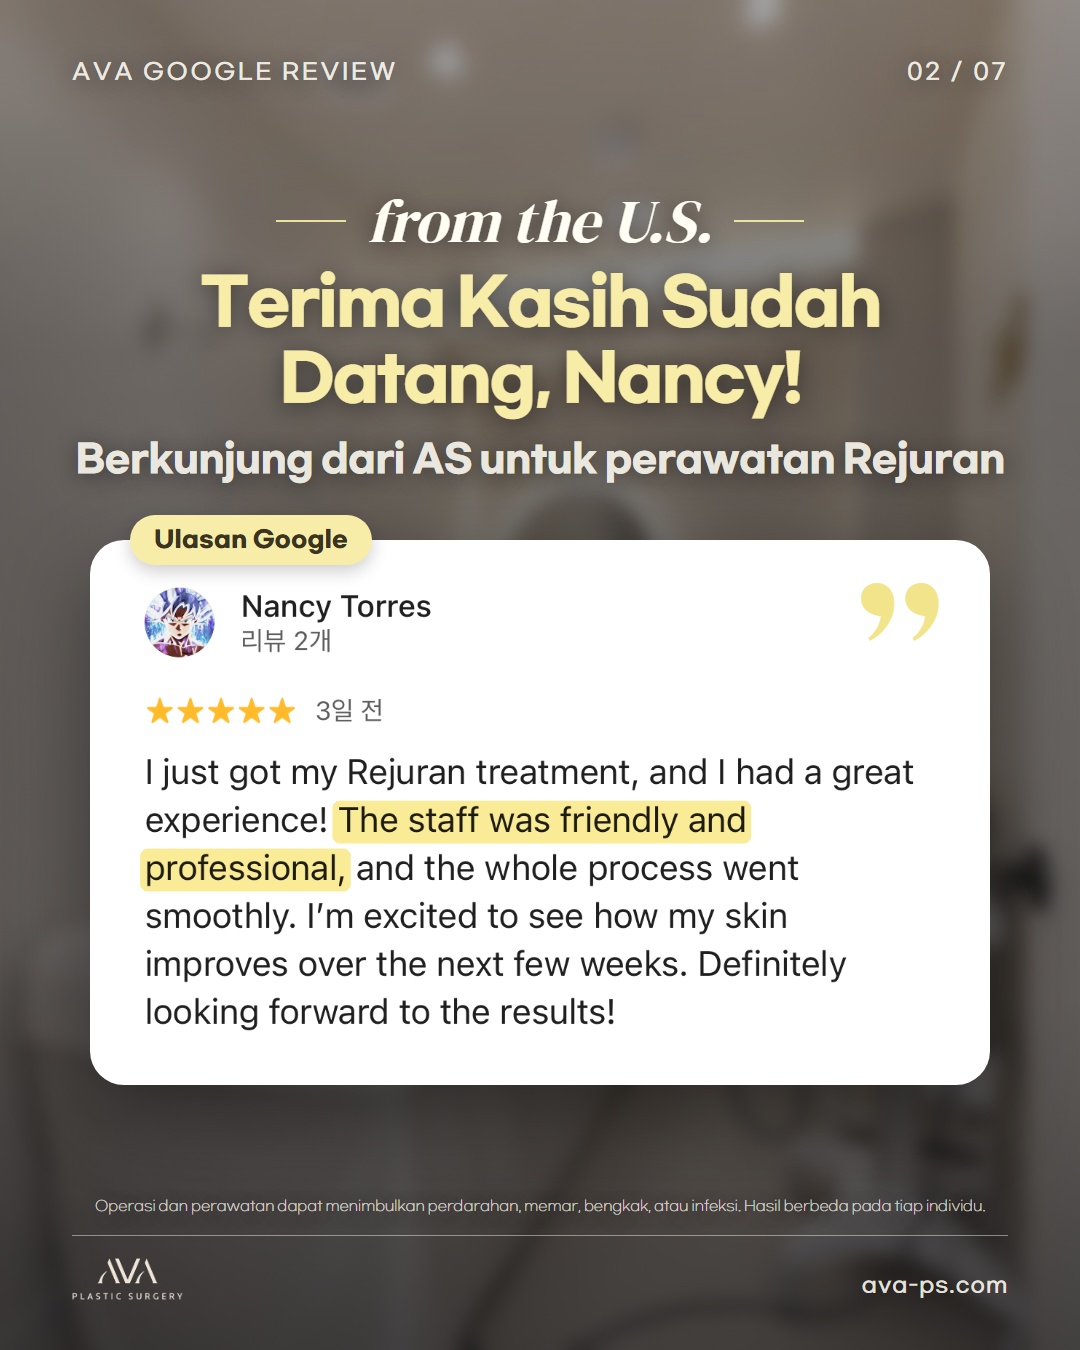 AVA GOOGLE REVIEW
02 / 07
from the U.S.
Terima Kasih Sudah
Datang, Nancy!
Berkunjung dari AS untuk perawatan Rejuran
Ulasan Google
Nancy Torres
리뷰 2개
3일 전
I just got my Rejuran treatment, and I had a great
experience! The staff was friendly and
professional, and the whole process went
smoothly. I’m excited to see how my skin
improves over the next few weeks. Definitely
looking forward to the results!
Operasi dan perawatan dapat menimbulkan perdarahan, memar, bengkak, atau infeksi. Hasil berbeda pada tiap individu.
AVA
PLASTIC SURGERY
ava-ps.com